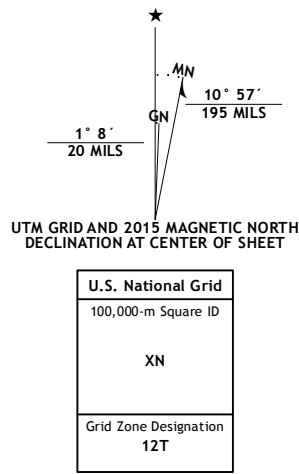 ★
MN
GN
10° 57´
195 MILS
1° 8´
20 MILS
UTM GRID AND 2015 MAGNETIC NORTH
DECLINATION AT CENTER OF SHEET
U.S. National Grid
100,000-m Square ID
XN
Grid Zone Designation
12T